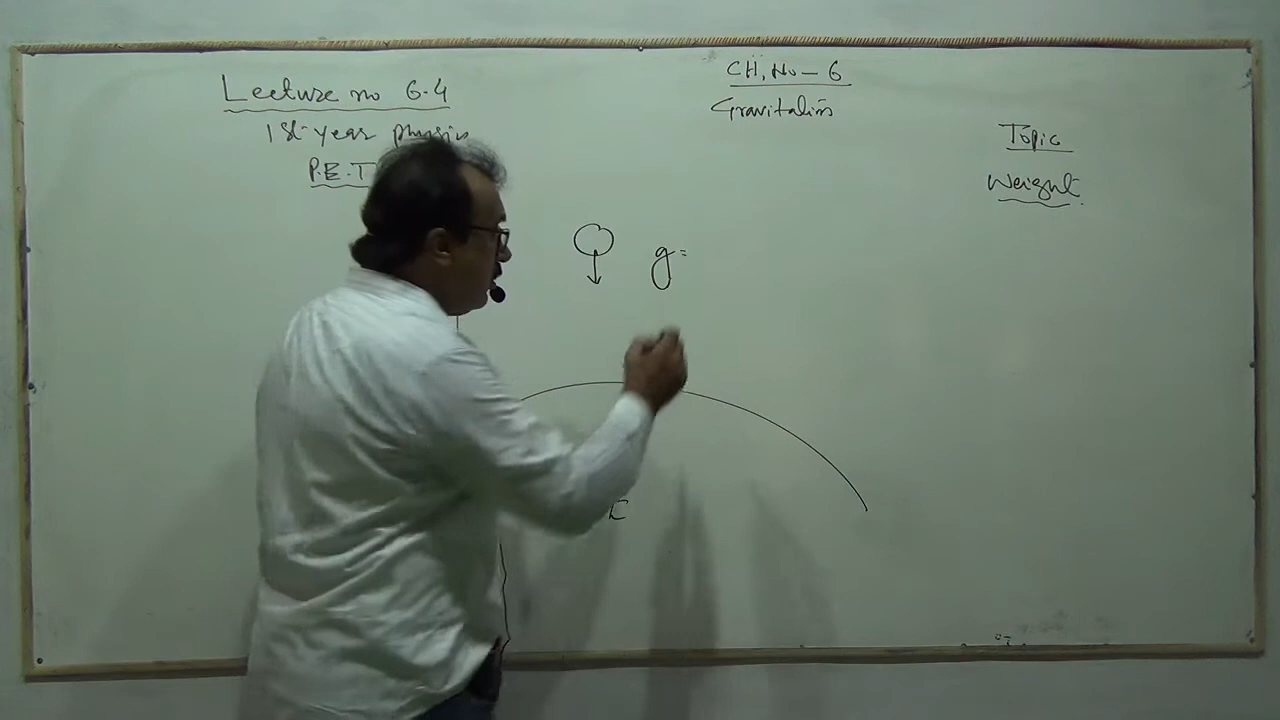 Lecture no 6.4
1st year physics
P.E.T
CH. No - 6
Gravitation
Topic
Weight
g =
E